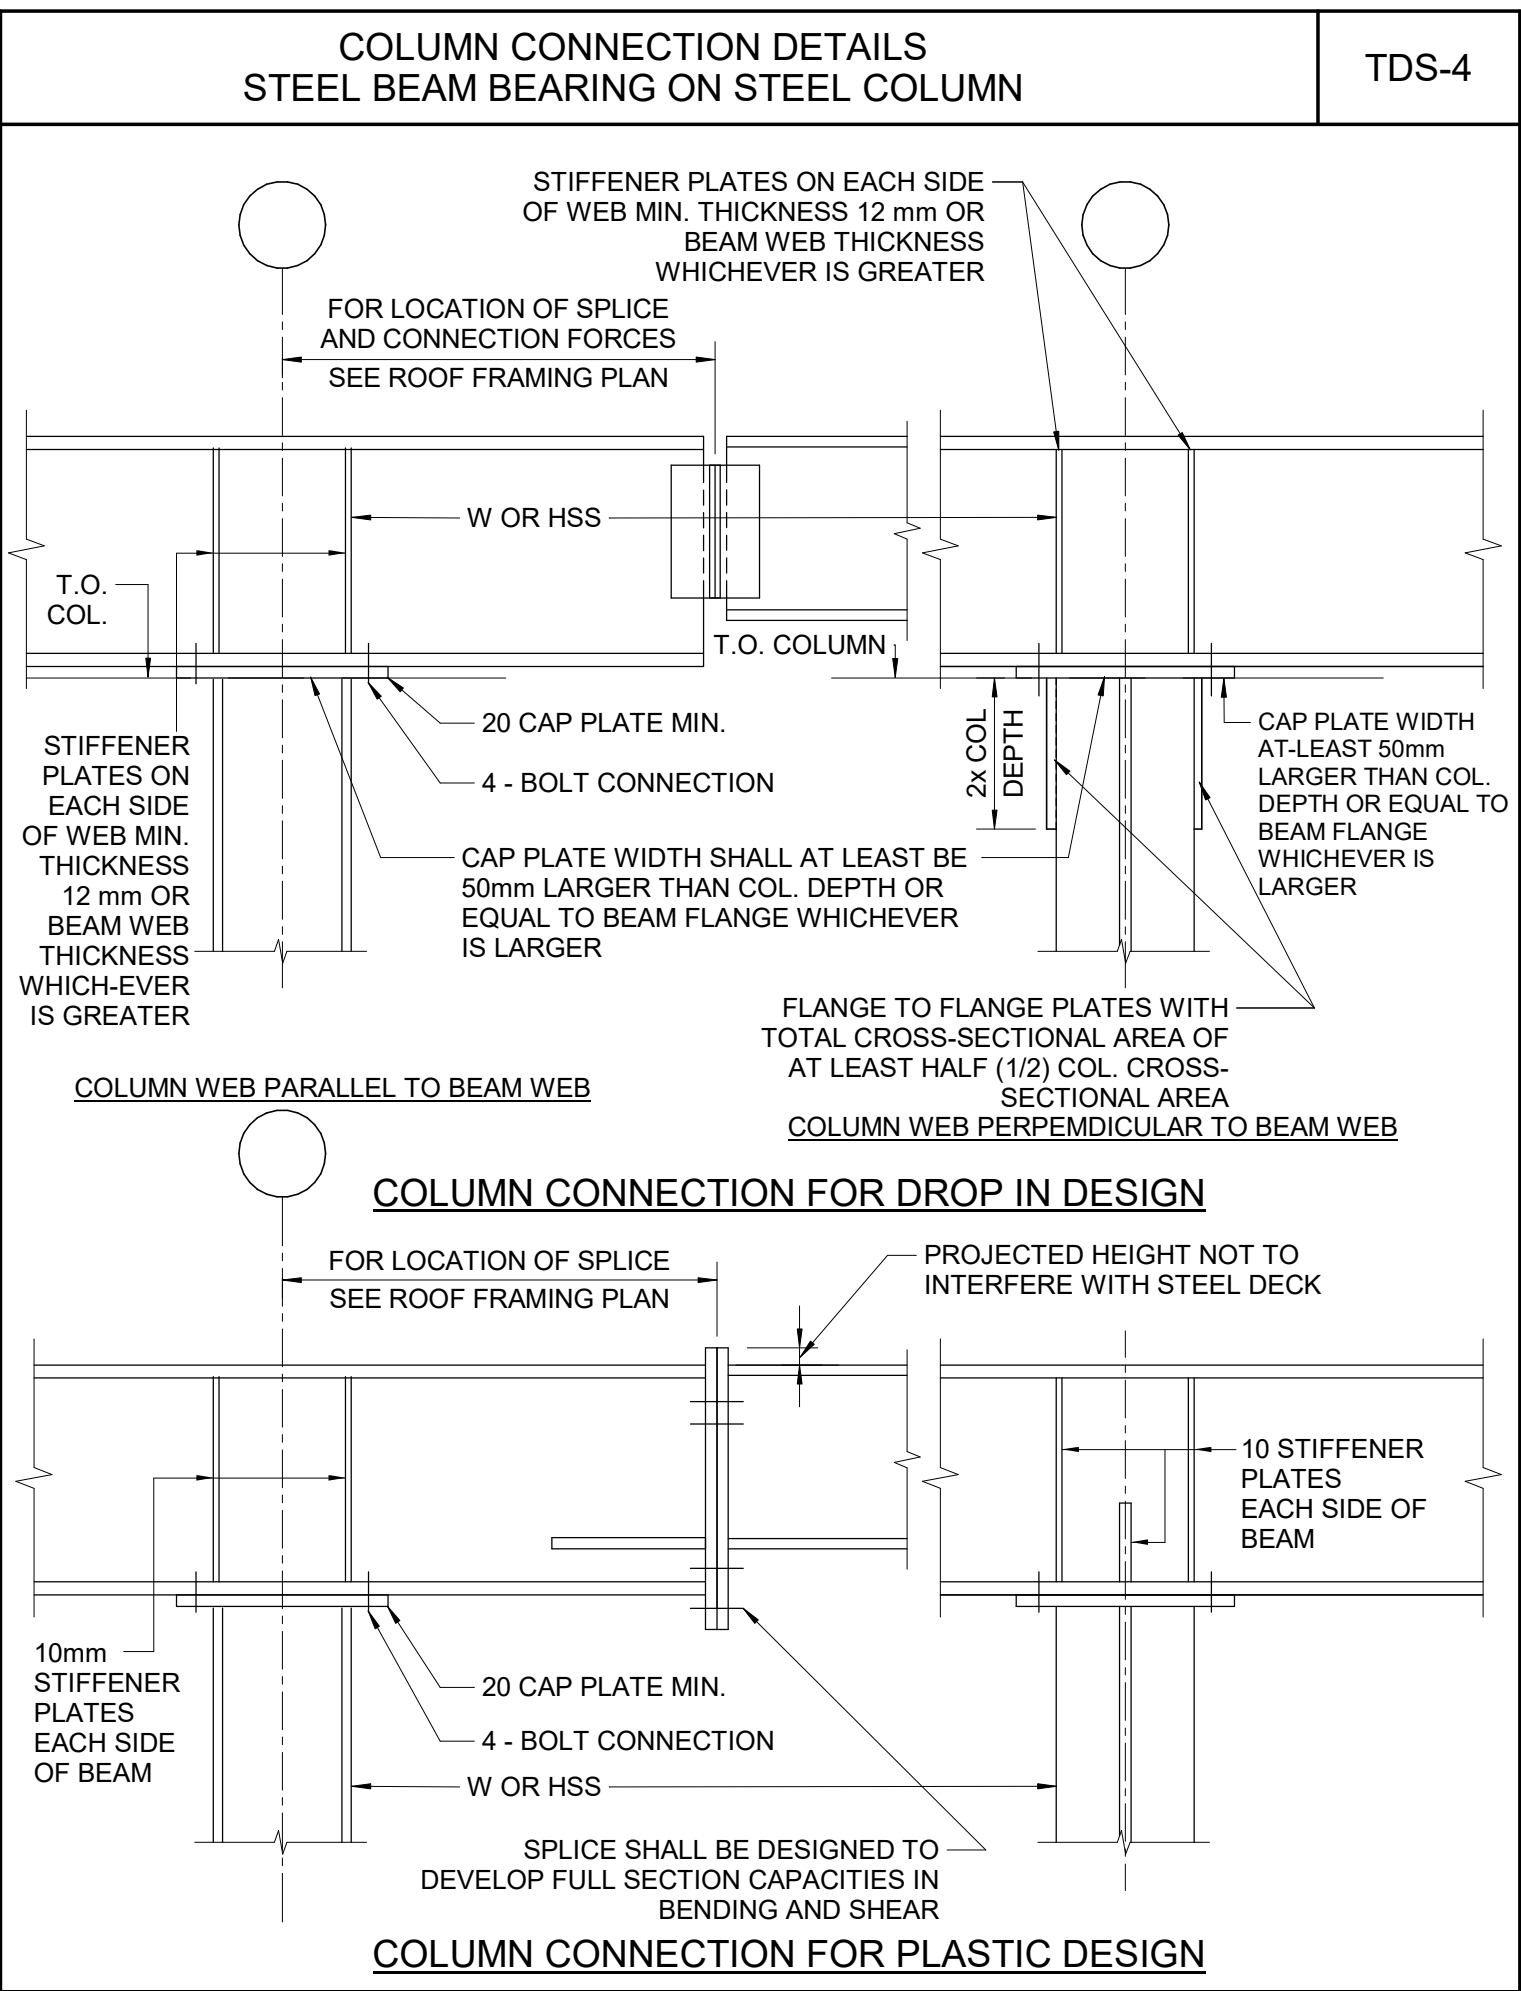 COLUMN CONNECTION DETAILS
STEEL BEAM BEARING ON STEEL COLUMN
TDS-4
STIFFENER PLATES ON EACH SIDE
OF WEB MIN. THICKNESS 12 mm OR
BEAM WEB THICKNESS
WHICHEVER IS GREATER
FOR LOCATION OF SPLICE
AND CONNECTION FORCES
SEE ROOF FRAMING PLAN
W OR HSS
T.O.
COL.
T.O. COLUMN
20 CAP PLATE MIN.
4 - BOLT CONNECTION
2x COL
DEPTH
CAP PLATE WIDTH
AT-LEAST 50mm
LARGER THAN COL.
DEPTH OR EQUAL TO
BEAM FLANGE
WHICHEVER IS
LARGER
STIFFENER
PLATES ON
EACH SIDE
OF WEB MIN.
THICKNESS
12 mm OR
BEAM WEB
THICKNESS
WHICH-EVER
IS GREATER
CAP PLATE WIDTH SHALL AT LEAST BE
50mm LARGER THAN COL. DEPTH OR
EQUAL TO BEAM FLANGE WHICHEVER
IS LARGER
FLANGE TO FLANGE PLATES WITH
TOTAL CROSS-SECTIONAL AREA OF
AT LEAST HALF (1/2) COL. CROSS-
SECTIONAL AREA
COLUMN WEB PARALLEL TO BEAM WEB
COLUMN WEB PERPEMDICULAR TO BEAM WEB
COLUMN CONNECTION FOR DROP IN DESIGN
FOR LOCATION OF SPLICE
SEE ROOF FRAMING PLAN
PROJECTED HEIGHT NOT TO
INTERFERE WITH STEEL DECK
10 STIFFENER
PLATES
EACH SIDE OF
BEAM
10mm
STIFFENER
PLATES
EACH SIDE
OF BEAM
20 CAP PLATE MIN.
4 - BOLT CONNECTION
W OR HSS
SPLICE SHALL BE DESIGNED TO
DEVELOP FULL SECTION CAPACITIES IN
BENDING AND SHEAR
COLUMN CONNECTION FOR PLASTIC DESIGN